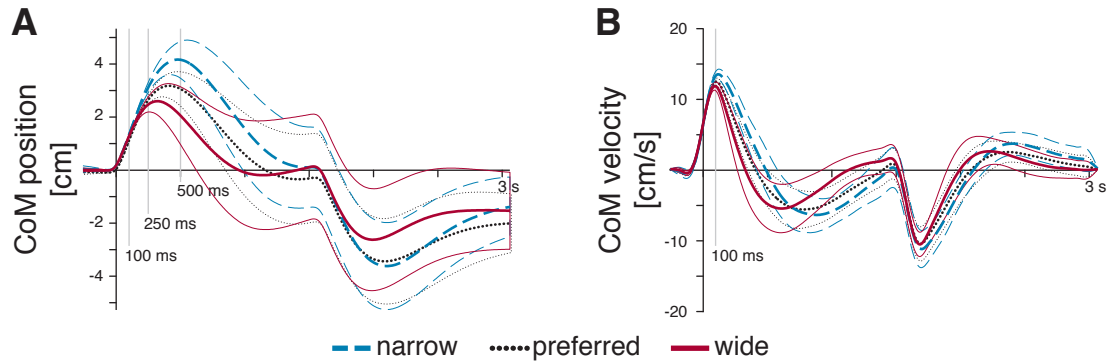 A
CoM position
[cm]
4
2
-2
-4
100 ms
250 ms
500 ms
3 s
B
CoM velocity
[cm/s]
20
10
-10
-20
100 ms
3 s
narrow preferred wide